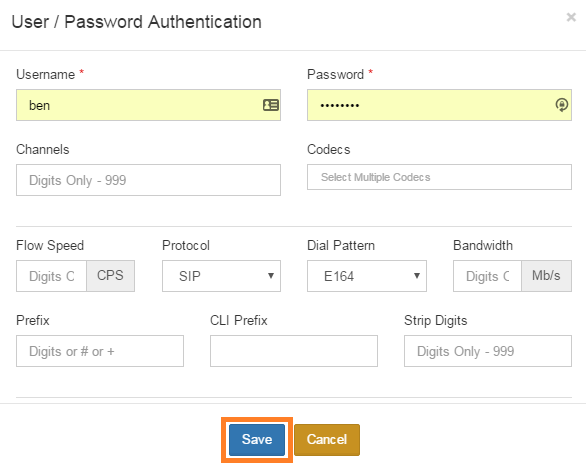 User / Password Authentication ×
Username * Password *
ben ••••••••
Channels Codecs
Digits Only - 999 Select Multiple Codecs
Flow Speed Protocol Dial Pattern Bandwidth
Digits C CPS SIP E164 Digits C Mb/s
Prefix CLI Prefix Strip Digits
Digits or # or + Digits Only - 999
Save Cancel